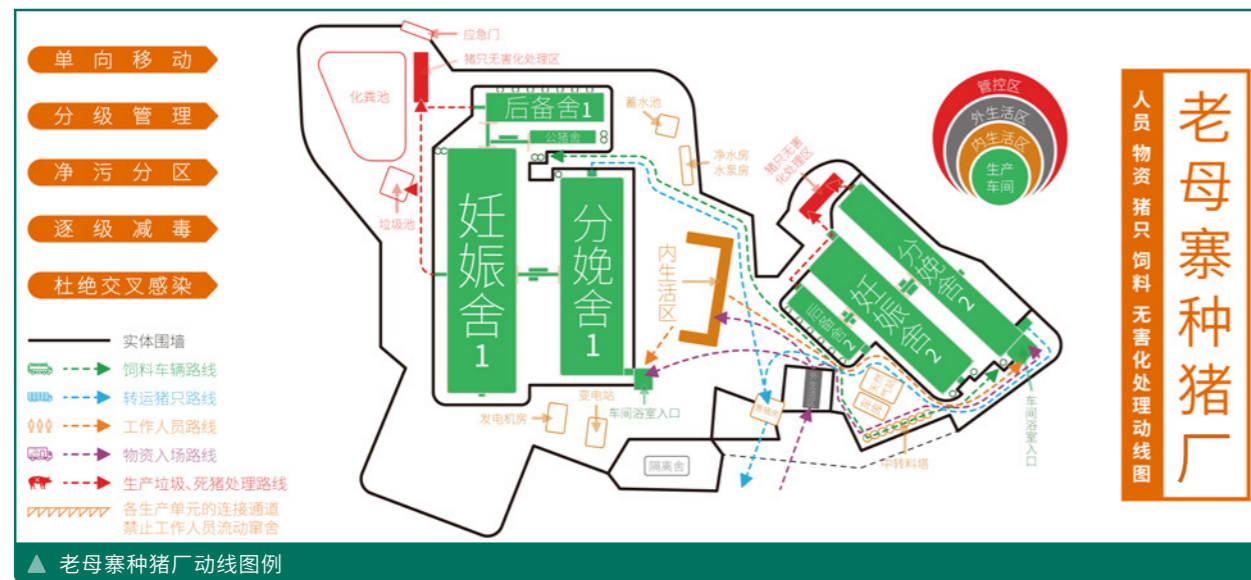 单向移动
分级管理
净污分区
逐级减毒
杜绝交叉感染
实体围墙
饲料车辆路线
转运猪只路线
工作人员路线
物资入场路线
生产垃圾、死猪处理路线
各生产单元的连接通道
禁止工作人员流动窜舍
应急门
猪只无害化处理区
化粪池
垃圾池
后备舍1
公猪舍
蓄水池
净水房
水泵房
妊娠舍1
分娩舍1
内生活区
车间浴室入口
变电站
发电机房
隔离舍
售猪房
猪只无害
化处理区
分娩舍2
妊娠舍2
后备舍2
中转料塔
车间浴室入口
管控区
外生活区
内生活区
生产
车间
老母寨种猪厂
人员 物资 猪只 饲料 无害化处理动线图
老母寨种猪厂动线图例